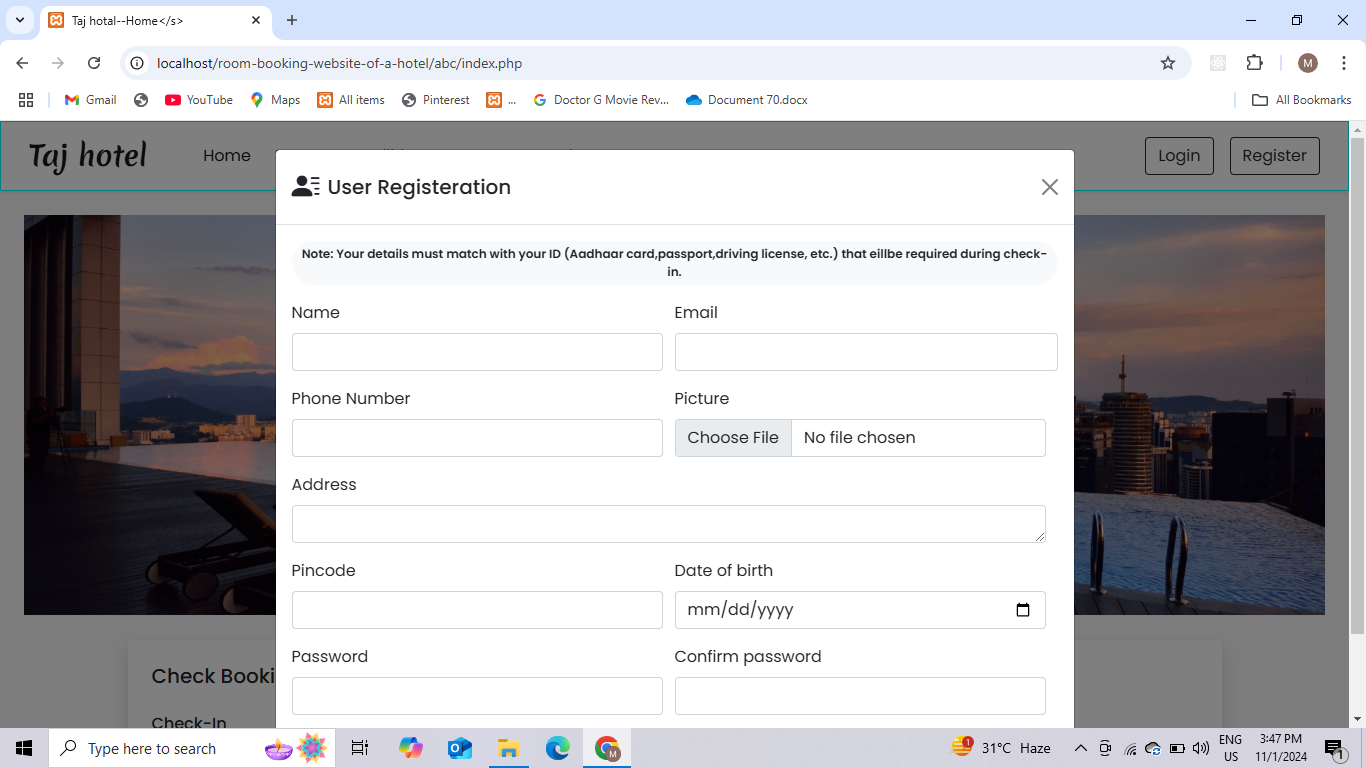 Taj hotal--Home</s>
localhost/room-booking-website-of-a-hotel/abc/index.php
M
Gmail YouTube Maps All items Pinterest ... Doctor G Movie Rev... Document 70.docx All Bookmarks
Taj hotel Home Login Register
User Registeration
Note: Your details must match with your ID (Aadhaar card,passport,driving license, etc.) that eillbe required during check-
in.
Name Email
Phone Number Picture
Choose File No file chosen
Address
Pincode Date of birth
mm/dd/yyyy
Password Confirm password
Check Booki
Check-In
Type here to search
M
1
31°C Haze
ENG
US
3:47 PM
11/1/2024
1